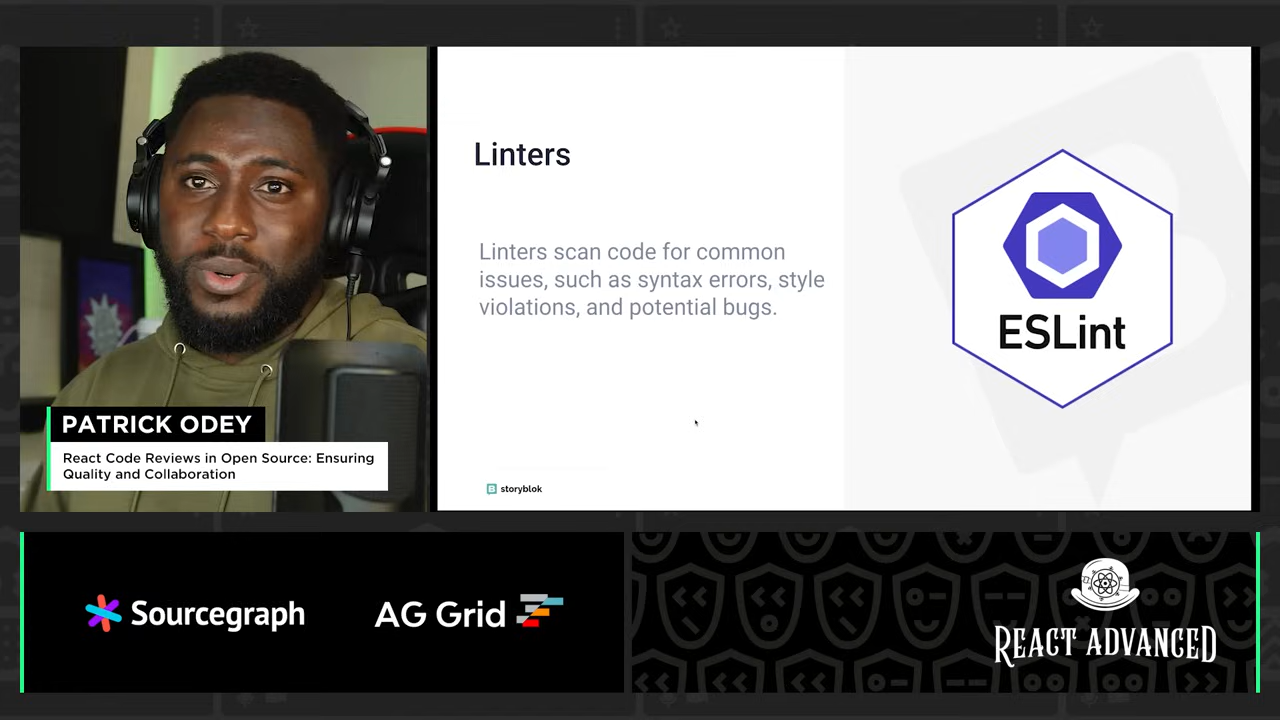 Linters
Linters scan code for common
issues, such as syntax errors, style
violations, and potential bugs.
ESLint
storyblok
PATRICK ODEY
React Code Reviews in Open Source: Ensuring
Quality and Collaboration
Sourcegraph
AG Grid
REACT ADVANCED